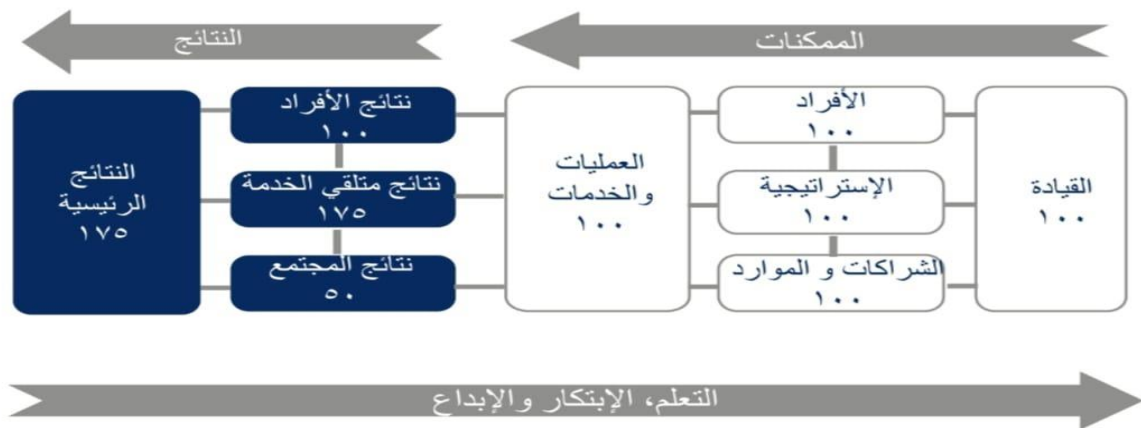 الممكنات
النتائج
القيادة
١٠٠
الأفراد
١٠٠
الإستراتيجية
١٠٠
الشراكات و الموارد
١٠٠
العمليات
والخدمات
١٠٠
نتائج الأفراد
١٠٠
نتائج متلقي الخدمة
١٧٥
نتائج المجتمع
٥٠
النتائج
الرئيسية
١٧٥
التعلم، الإبتكار والإبداع